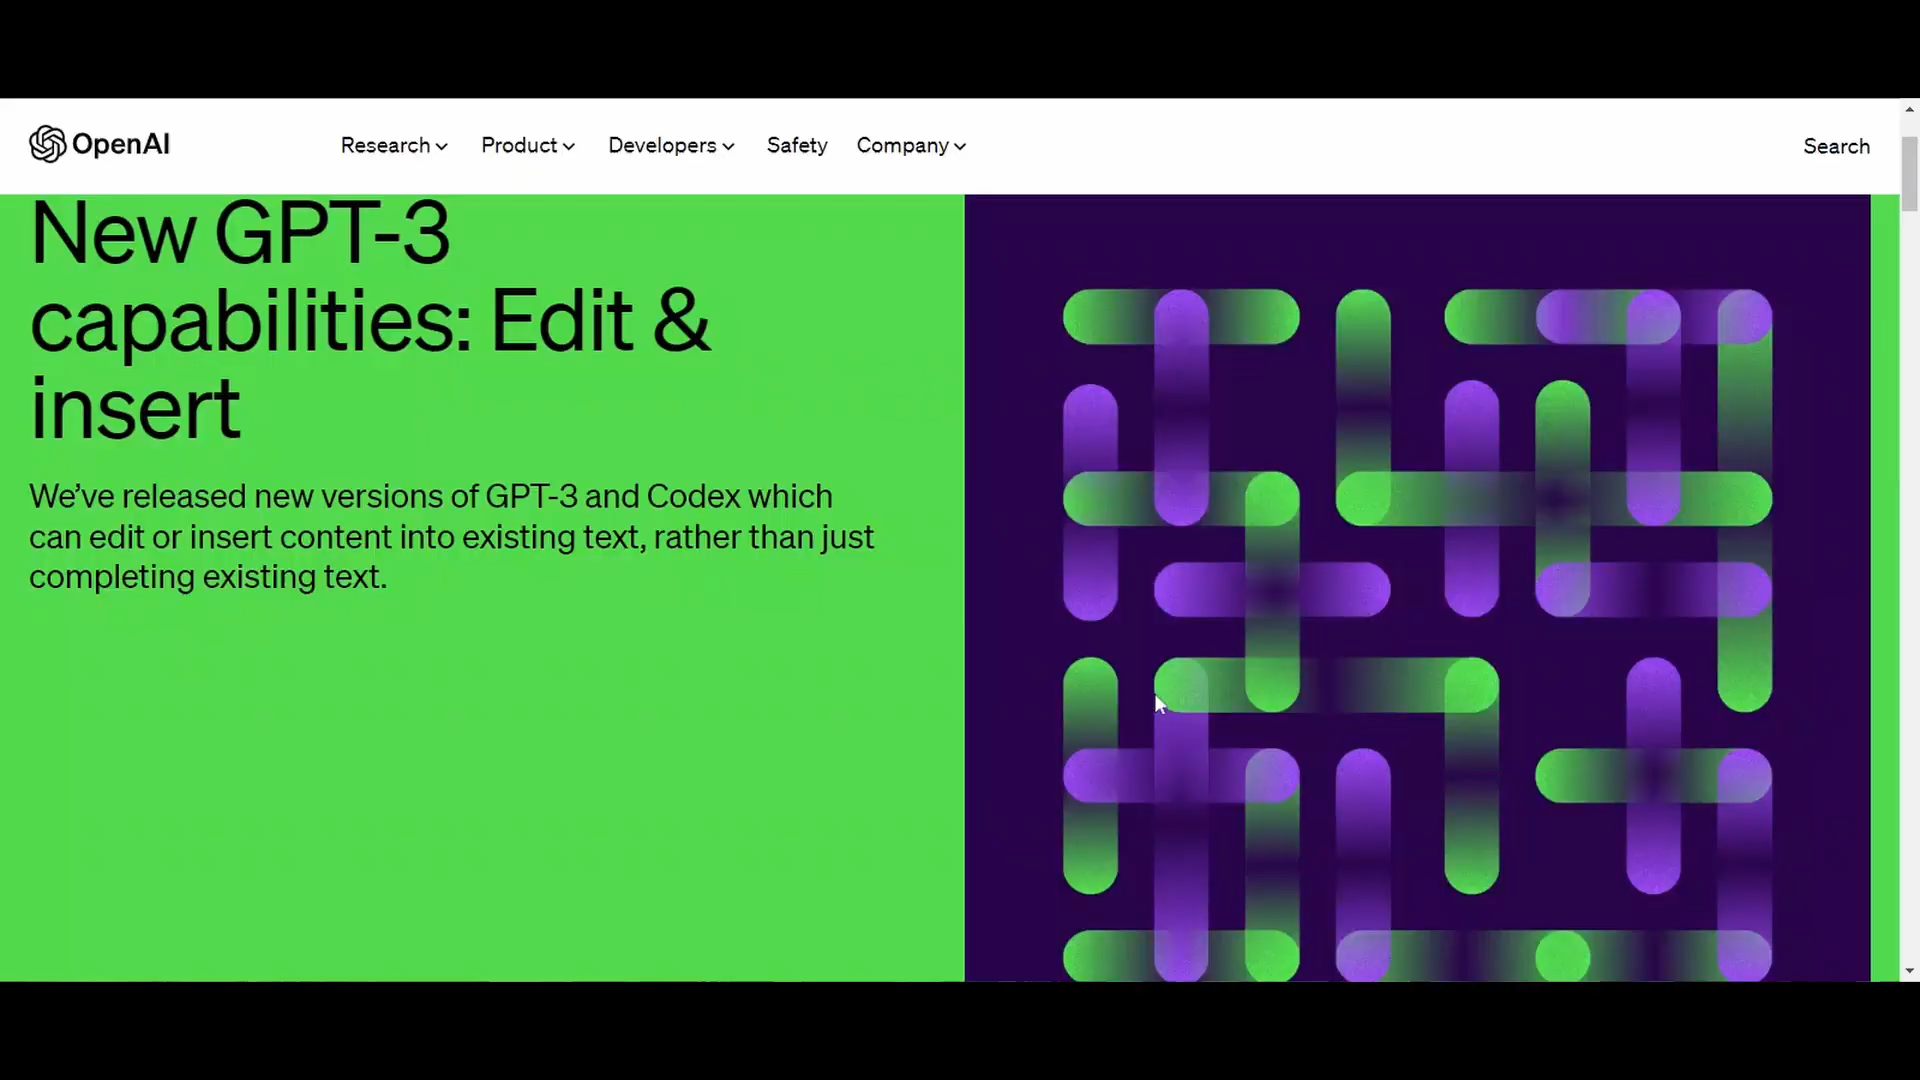 OpenAI
Research
Product
Developers
Safety
Company
Search
New GPT-3
capabilities: Edit &
insert
We’ve released new versions of GPT-3 and Codex which
can edit or insert content into existing text, rather than just
completing existing text.